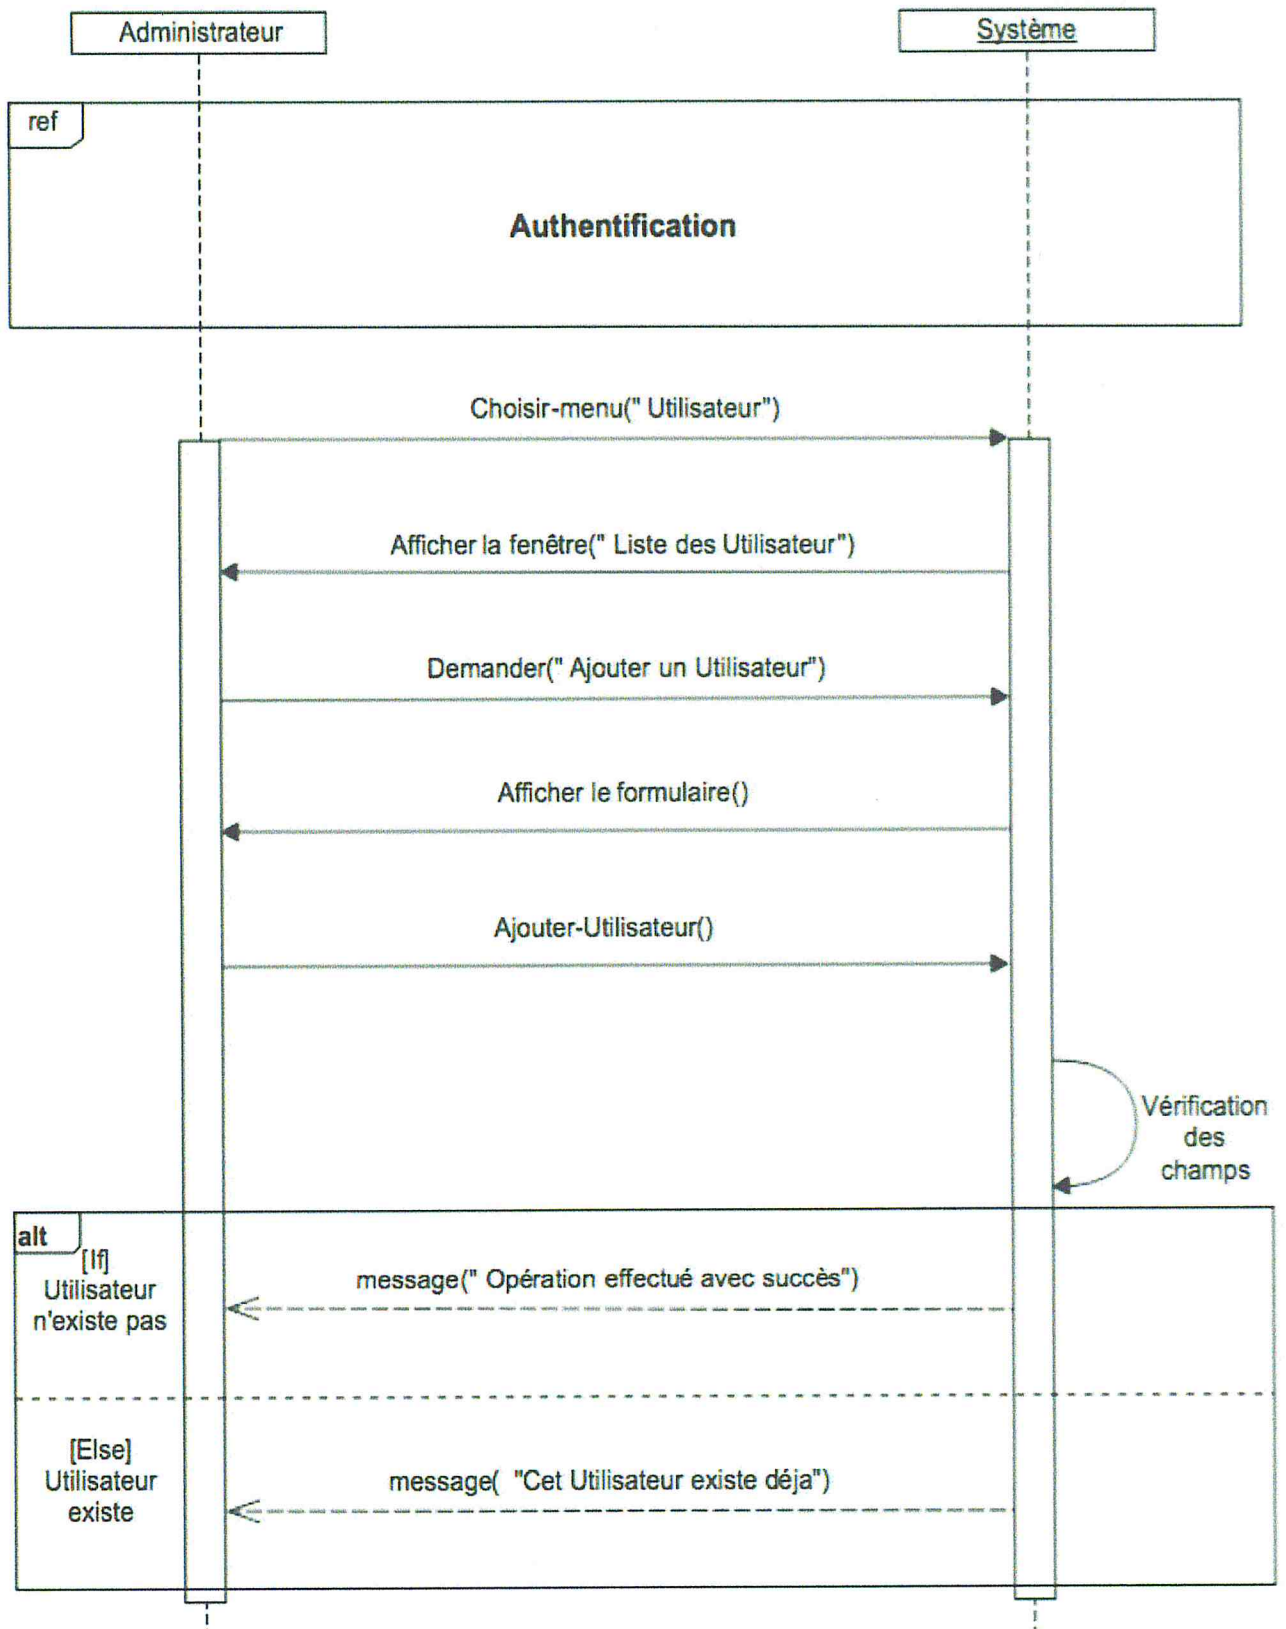 Administrateur
Système
ref
Authentification
Choisir-menu(" Utilisateur")
Afficher la fenêtre(" Liste des Utilisateur")
Demander(" Ajouter un Utilisateur")
Afficher le formulaire()
Ajouter-Utilisateur()
Vérification
des
champs
alt
[If]
Utilisateur
n'existe pas
message(" Opération effectué avec succès")
[Else]
Utilisateur
existe
message( "Cet Utilisateur existe déja")